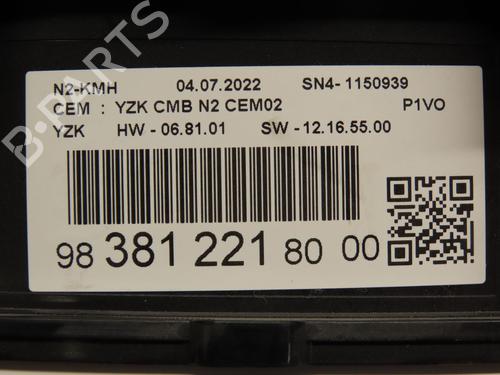 N2-KMH 04.07.2022 SN4- 1150939
CEM : YZK CMB N2 CEM02 P1VO
YZK HW - 06.81.01 SW - 12.16.55.00
98 381 221 80 00
B-PARTS